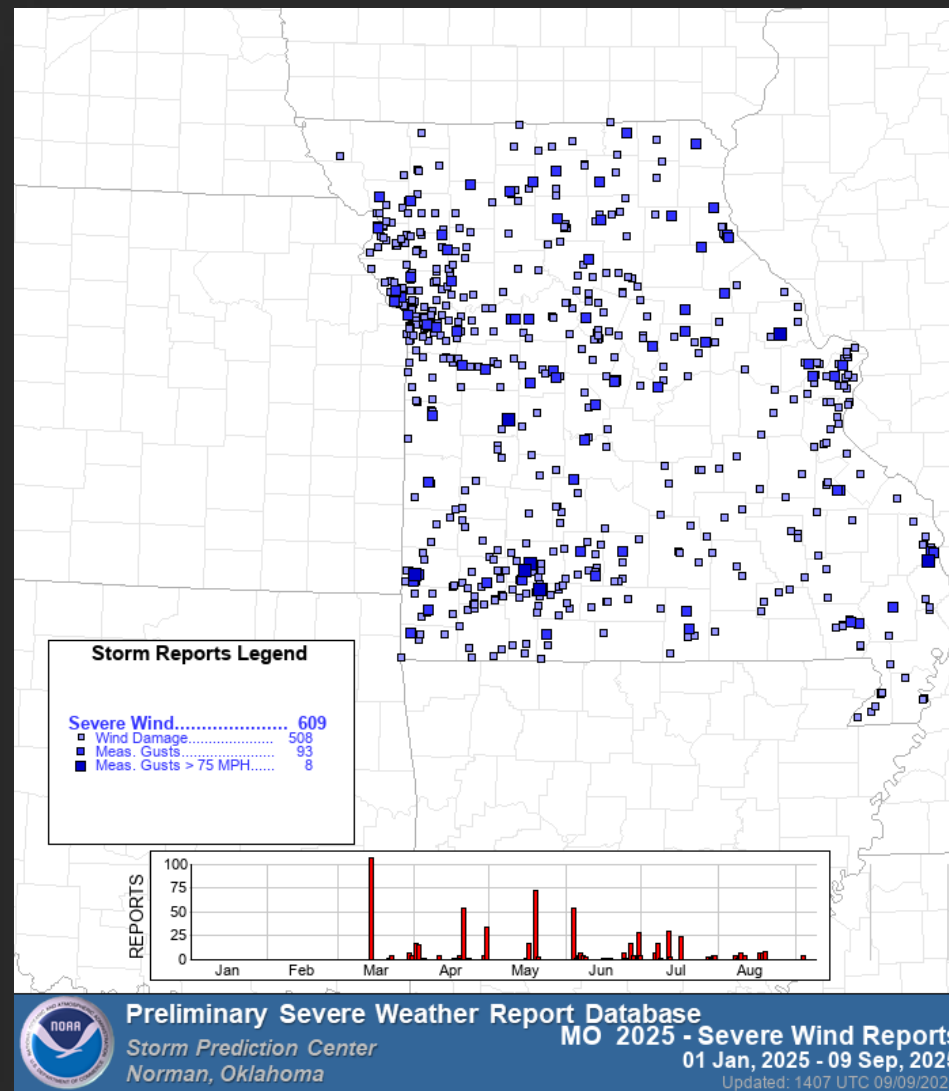 Storm Reports Legend
Severe Wind.................... 609
Wind Damage..................... 508
Meas. Gusts....................... 93
Meas. Gusts > 75 MPH...... 8
100
75
50
25
0
REPORTS
Jan Feb Mar Apr May Jun Jul Aug
NOAA
Preliminary Severe Weather Report Database
MO 2025 - Severe Wind Reports
Storm Prediction Center
01 Jan, 2025 - 09 Sep, 202
Norman, Oklahoma
Updated: 1407 UTC 09/09/202